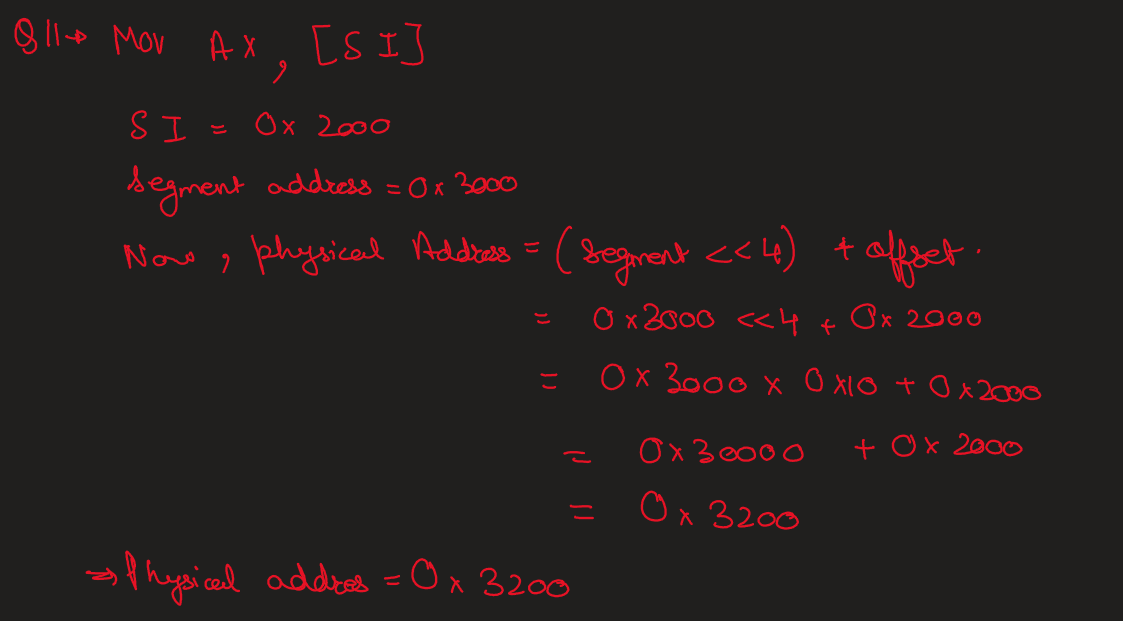 Q11→ Mov AX, [SI]
SI = 0x 2000
Segment address = 0x 3000
Now, physical Address = (Segment <<4) + offset.
= 0x3000 <<4 + 0x 2000
= 0x 3000 x 0x10 + 0x2000
= 0x30000 + 0x 2000
= 0x 3200
⇒ Physical addres = 0x 3200